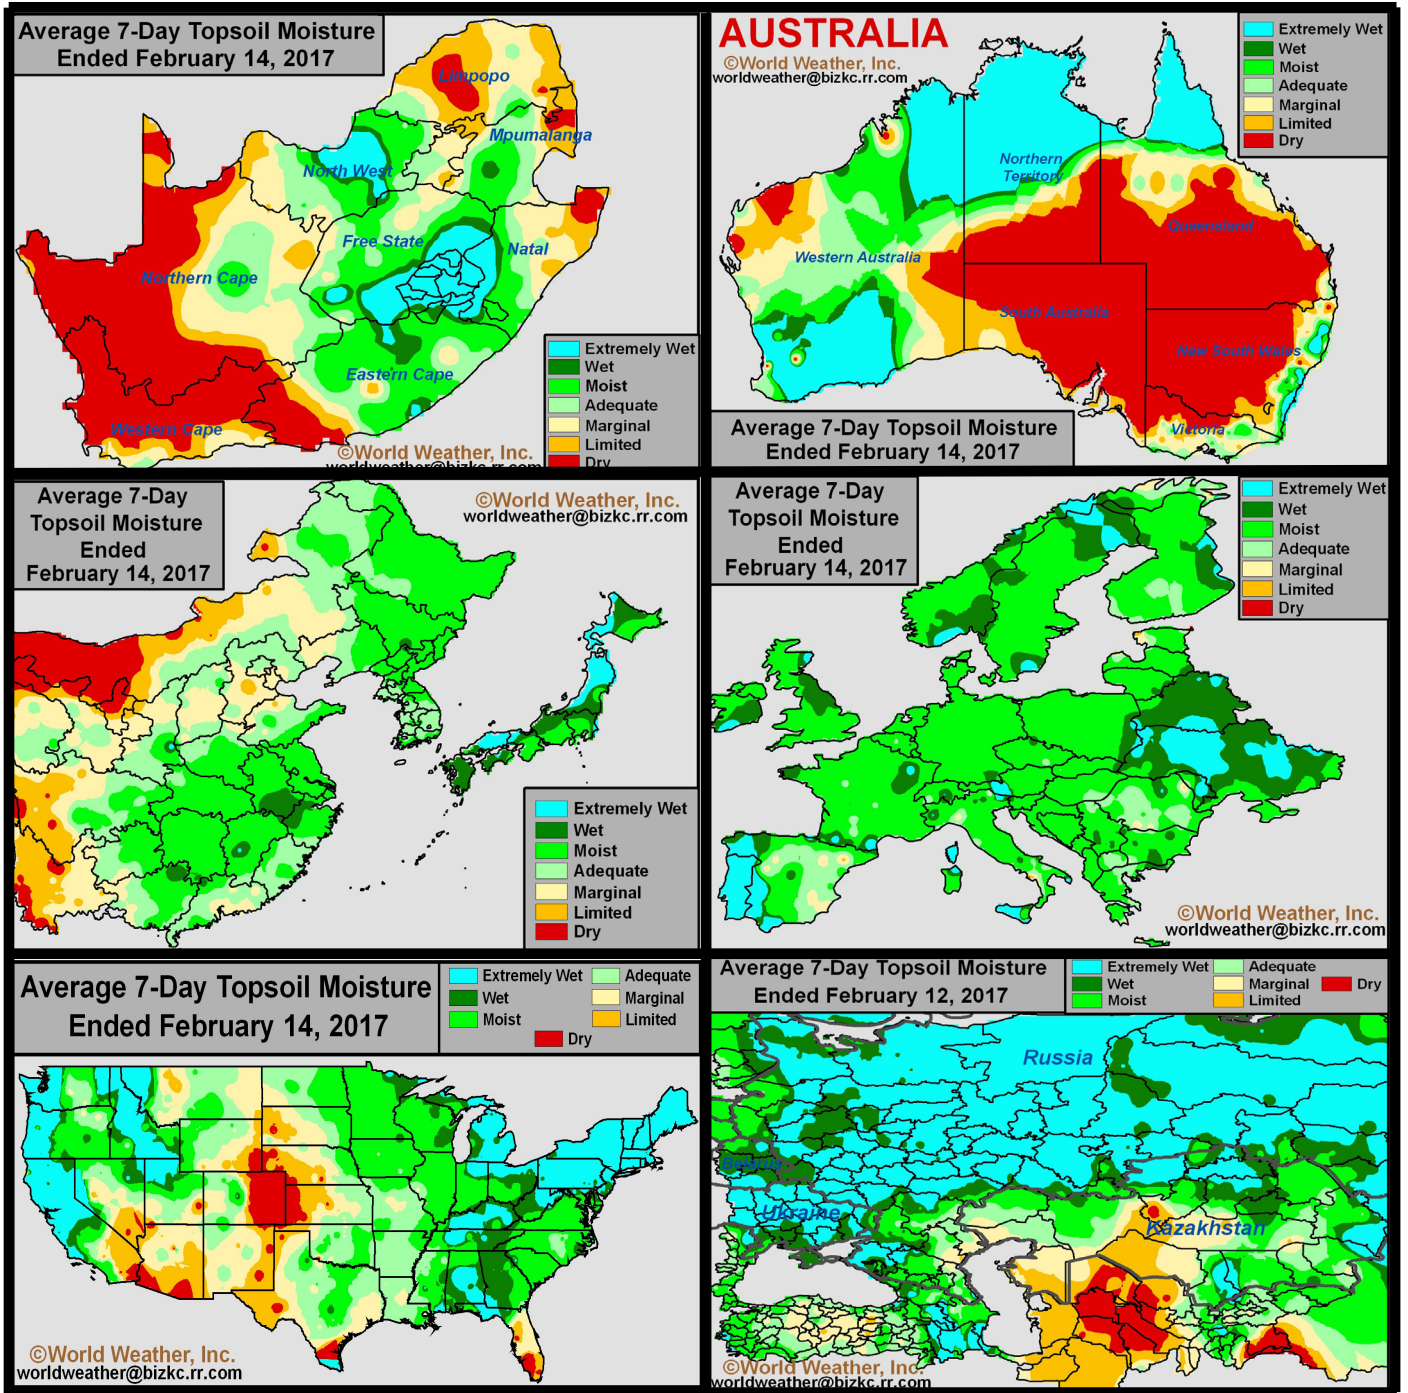 Average 7-Day Topsoil Moisture
Ended February 14, 2017
Limpopo
Mpumalanga
North West
Free State
Natal
Northern Cape
Eastern Cape
Western Cape
Extremely Wet
Wet
Moist
Adequate
Marginal
Limited
Dry
©World Weather, Inc.
worldweather@bizkc.rr.com
AUSTRALIA
©World Weather, Inc.
worldweather@bizkc.rr.com
Extremely Wet
Wet
Moist
Adequate
Marginal
Limited
Dry
Northern
Territory
Queensland
Western Australia
South Australia
New South Wales
Victoria
Average 7-Day Topsoil Moisture
Ended February 14, 2017
Average 7-Day
Topsoil Moisture
Ended
February 14, 2017
©World Weather, Inc.
worldweather@bizkc.rr.com
Extremely Wet
Wet
Moist
Adequate
Marginal
Limited
Dry
Average 7-Day
Topsoil Moisture
Ended
February 14, 2017
Extremely Wet
Wet
Moist
Adequate
Marginal
Limited
Dry
©World Weather, Inc.
worldweather@bizkc.rr.com
Average 7-Day Topsoil Moisture
Ended February 14, 2017
Extremely Wet Adequate
Wet Marginal
Moist Limited
Dry
©World Weather, Inc.
worldweather@bizkc.rr.com
Average 7-Day Topsoil Moisture
Ended February 12, 2017
Extremely Wet Adequate
Wet Marginal Dry
Moist Limited
Russia
Belarus
Ukraine
Kazakhstan
©World Weather, Inc.
worldweather@bizkc.rr.com